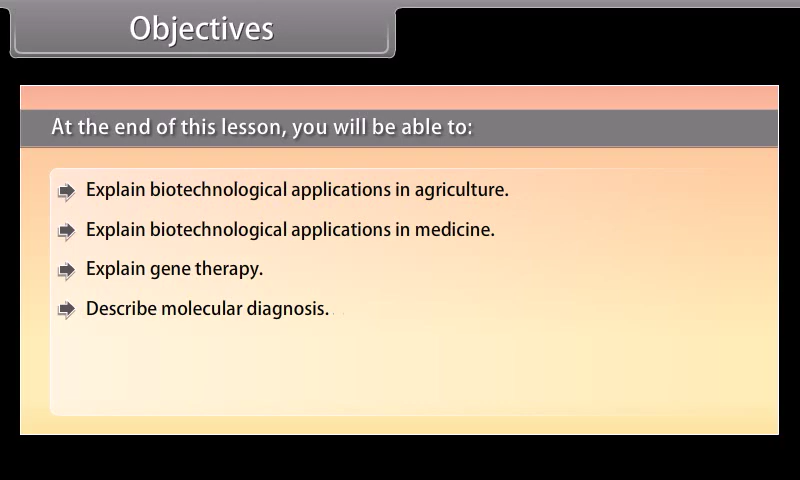 Objectives
At the end of this lesson, you will be able to:
Explain biotechnological applications in agriculture.
Explain biotechnological applications in medicine.
Explain gene therapy.
Describe molecular diagnosis.